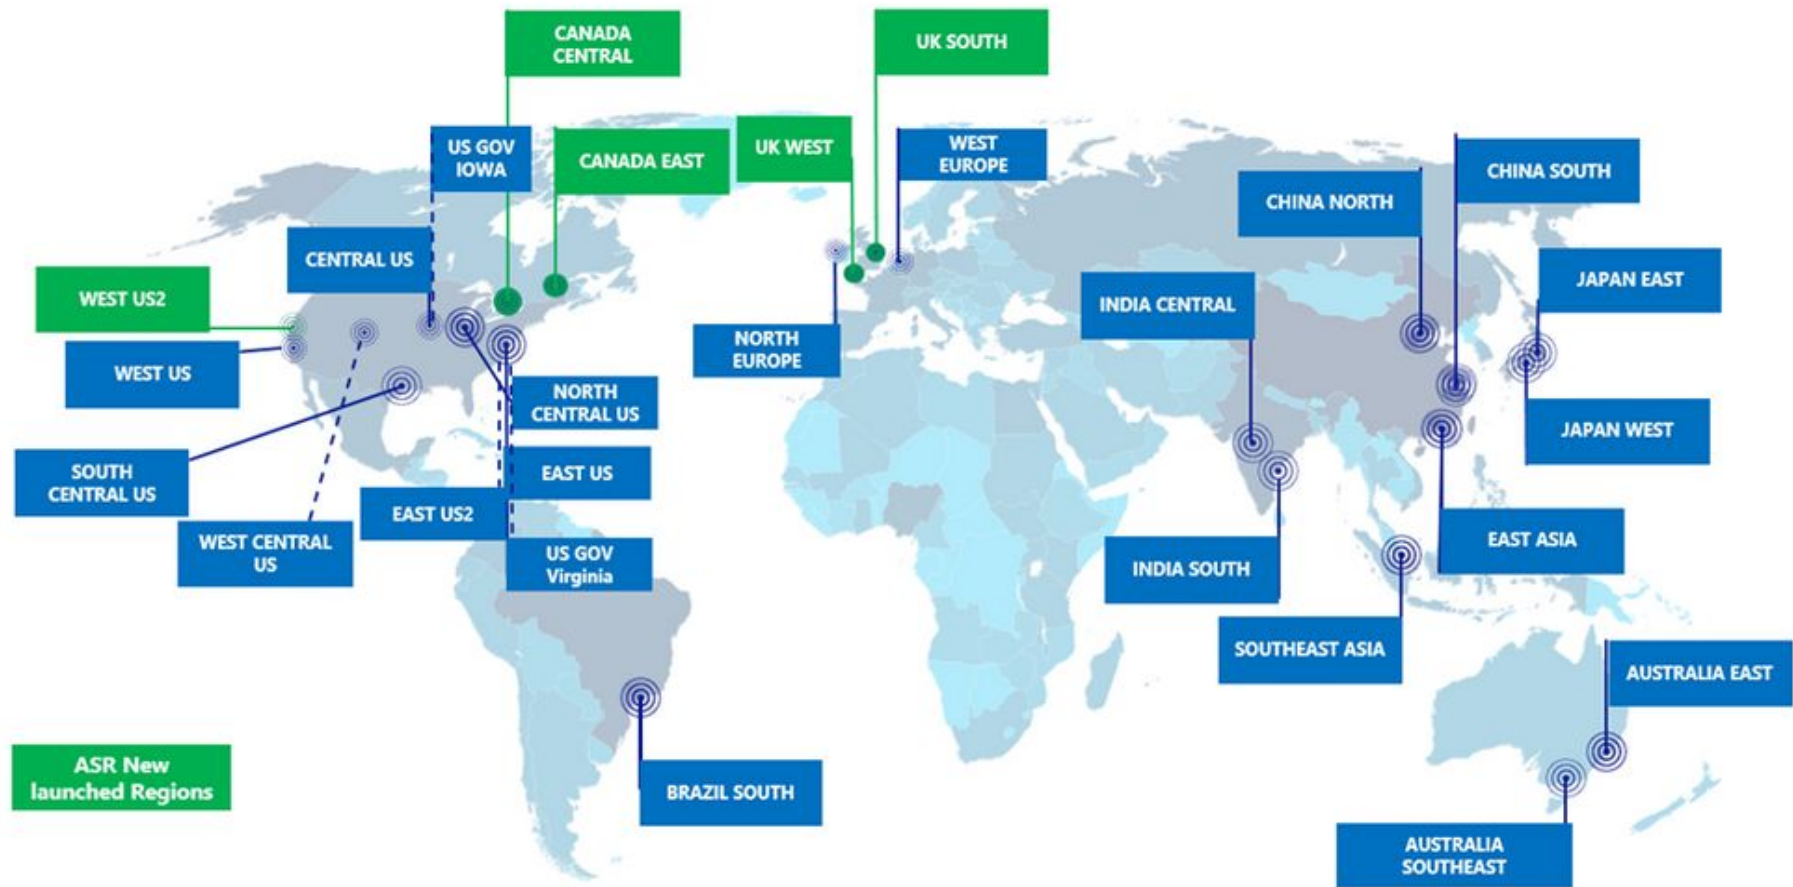 CANADA
CENTRAL
UK SOUTH
US GOV
IOWA
CANADA EAST
UK WEST
WEST
EUROPE
CHINA SOUTH
CHINA NORTH
CENTRAL US
WEST US2
JAPAN EAST
INDIA CENTRAL
NORTH
EUROPE
WEST US
NORTH
CENTRAL US
JAPAN WEST
SOUTH
CENTRAL US
EAST US
EAST US2
WEST CENTRAL
US
US GOV
Virginia
EAST ASIA
INDIA SOUTH
SOUTHEAST ASIA
AUSTRALIA EAST
ASR New
launched Regions
BRAZIL SOUTH
AUSTRALIA
SOUTHEAST